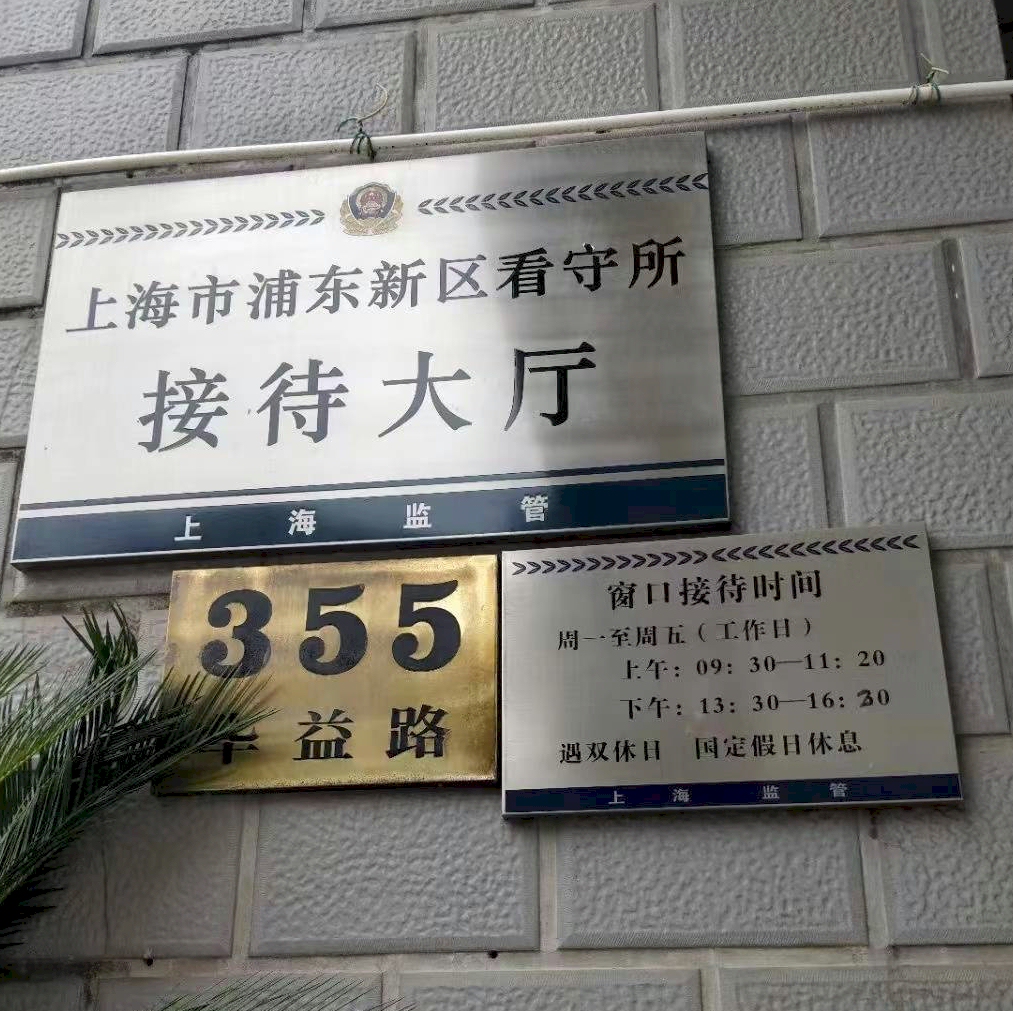 上海市浦东新区看守所
接待大厅
上海监管
355
华益路
窗口接待时间
周一至周五（工作日）
上午：09：30—11：20
下午：13：30—16：30
遇双休日 国定假日休息
上海监管